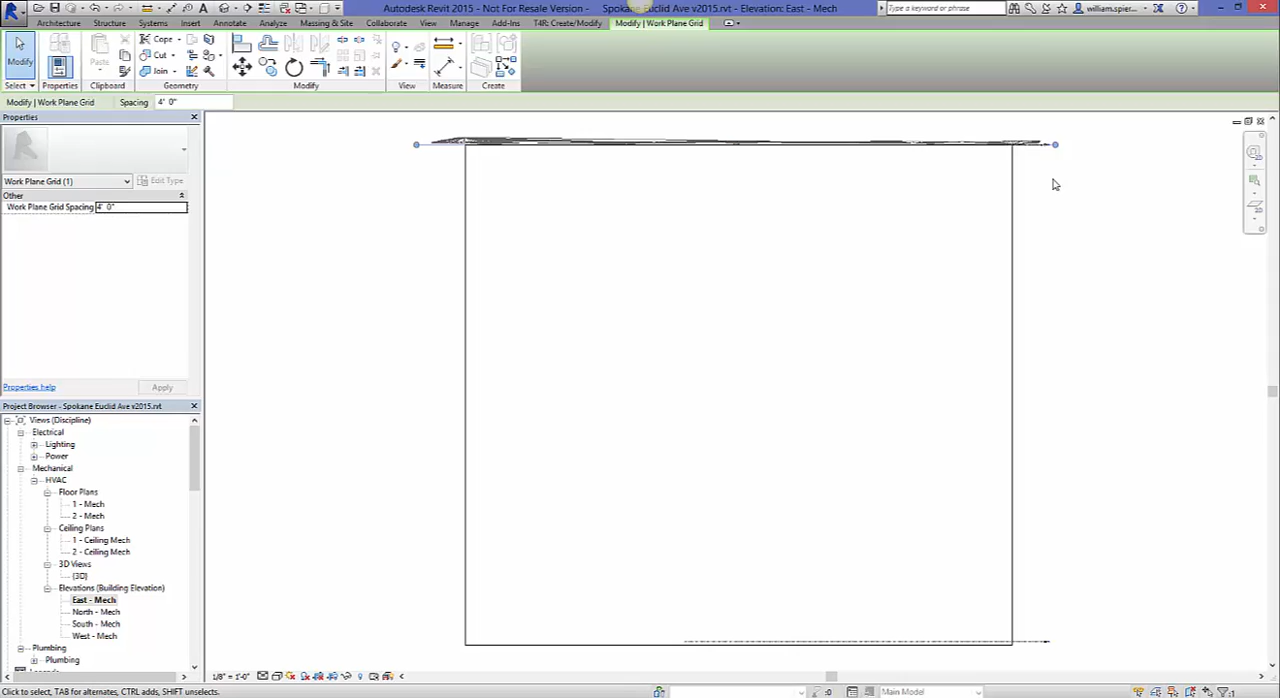 Autodesk Revit 2015 - Not For Resale Version - Spokane Euclid Ave v2015.rvt - Elevation: East - Mech
Type a keyword or phrase
william.spier...
Architecture Structure Systems Insert Annotate Analyze Massing & Site Collaborate View Manage Add-Ins T4R: Create/Modify Modify | Work Plane Grid
Modify
Paste
Cope
Cut
Join
Select Properties Clipboard Geometry Modify View Measure Create
Modify | Work Plane Grid Spacing 4' 0"
Properties
Work Plane Grid (1) Edit Type
Other
Work Plane Grid Spacing 4' 0"
Properties help Apply
Project Browser - Spokane Euclid Ave v2015.rvt
Views (Discipline)
Electrical
Lighting
Power
Mechanical
HVAC
Floor Plans
1 - Mech
2 - Mech
Ceiling Plans
1 - Ceiling Mech
2 - Ceiling Mech
3D Views
{3D}
Elevations (Building Elevation)
East - Mech
North - Mech
South - Mech
West - Mech
Plumbing
Plumbing
1/8" = 1'-0"
Click to select, TAB for alternates, CTRL adds, SHIFT unselects.
:0
Main Model
:1